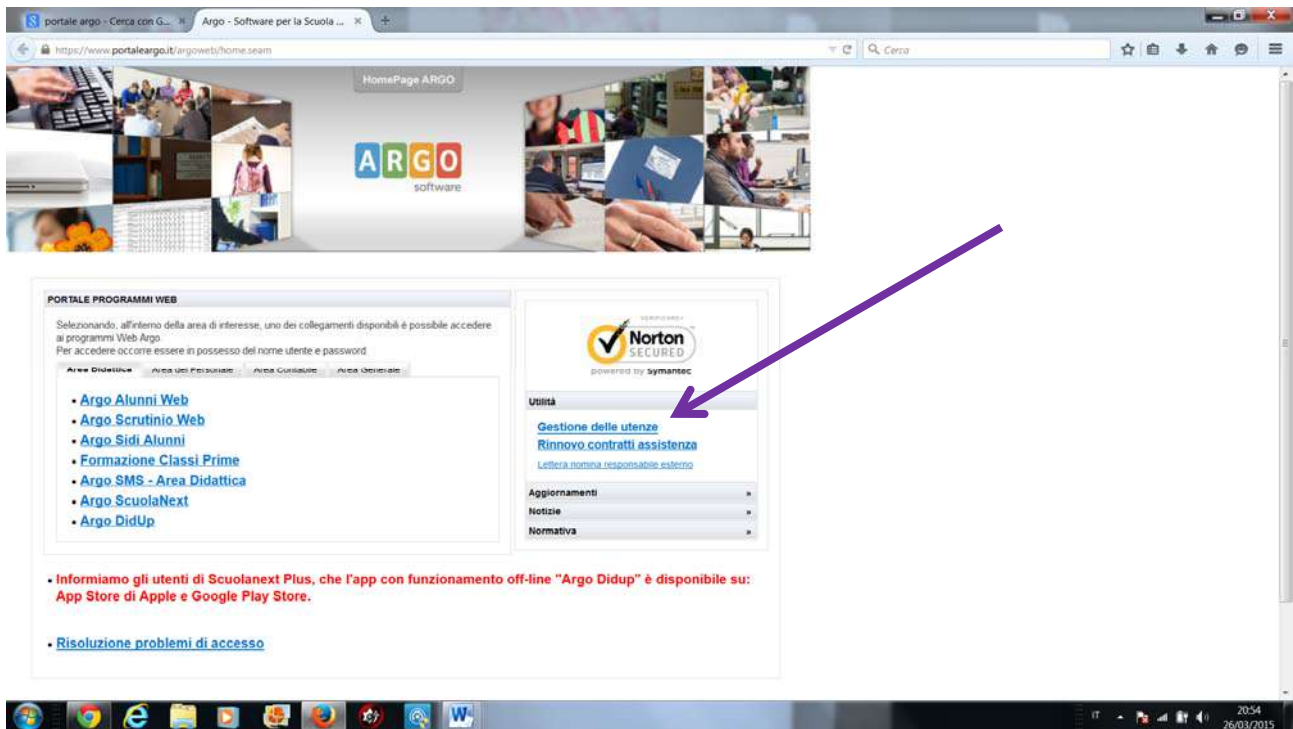 portale argo - Cerca con G...
Argo - Software per la Scuola ...
https://www.portaleargo.it/argoweb/home.seam
Cerca
HomePage ARGO
ARGO
software
PORTALE PROGRAMMI WEB
Selezionando, all'interno della area di interesse, uno dei collegamenti disponibili è possibile accedere
ai programmi Web Argo.
Per accedere occorre essere in possesso del nome utente e password
Area Didattica Area del Personale Area Contabile Area Generale
• Argo Alunni Web
• Argo Scrutinio Web
• Argo Sidi Alunni
• Formazione Classi Prime
• Argo SMS - Area Didattica
• Argo ScuolaNext
• Argo DidUp
Norton
SECURED
powered by Symantec
Utilità
Gestione delle utenze
Rinnovo contratti assistenza
Lettera nomina responsabile esterno
Aggiornamenti »
Notizie »
Normativa »
• Informiamo gli utenti di Scuolanext Plus, che l'app con funzionamento off-line "Argo Didup" è disponibile su:
App Store di Apple e Google Play Store.
• Risoluzione problemi di accesso
IT
20:54
26/03/2015